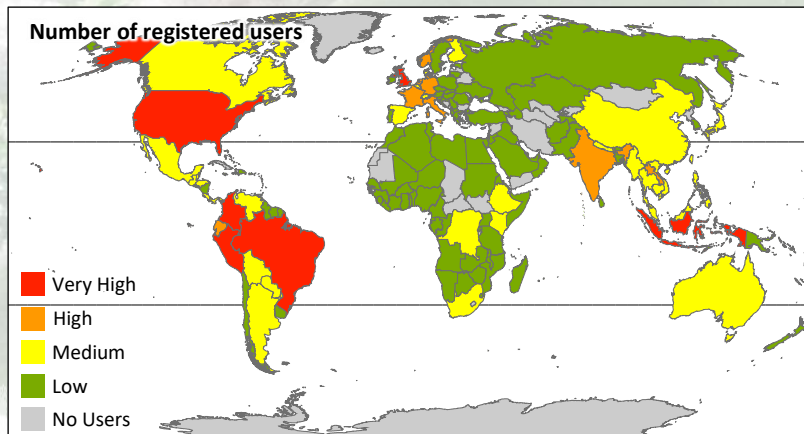 Number of registered users
Very High
High
Medium
Low
No Users